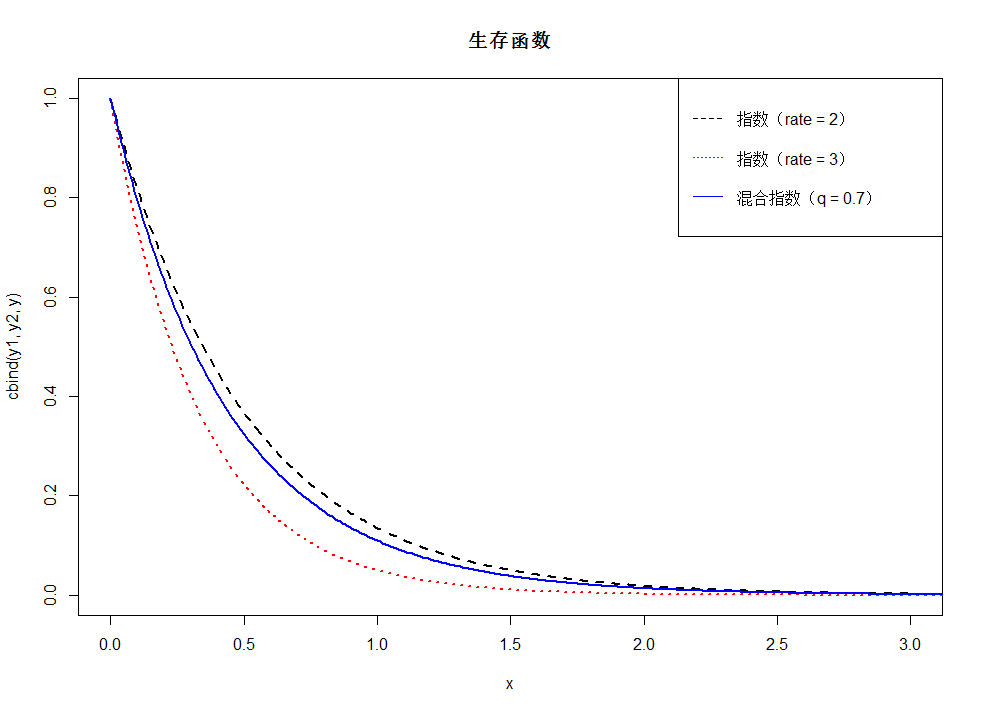 生存函数
指数（rate = 2）
指数（rate = 3）
混合指数（q = 0.7）
cbind(y1, y2, y)
1.0
0.8
0.6
0.4
0.2
0.0
0.0 0.5 1.0 1.5 2.0 2.5 3.0
x